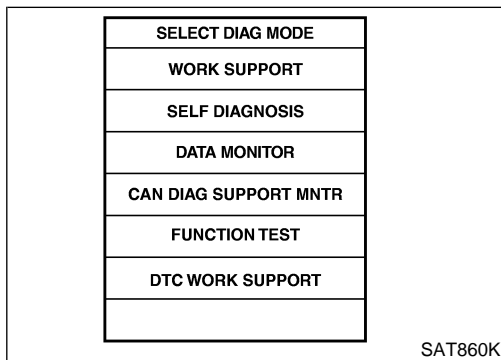 SELECT DIAG MODE
WORK SUPPORT
SELF DIAGNOSIS
DATA MONITOR
CAN DIAG SUPPORT MNTR
FUNCTION TEST
DTC WORK SUPPORT
SAT860K